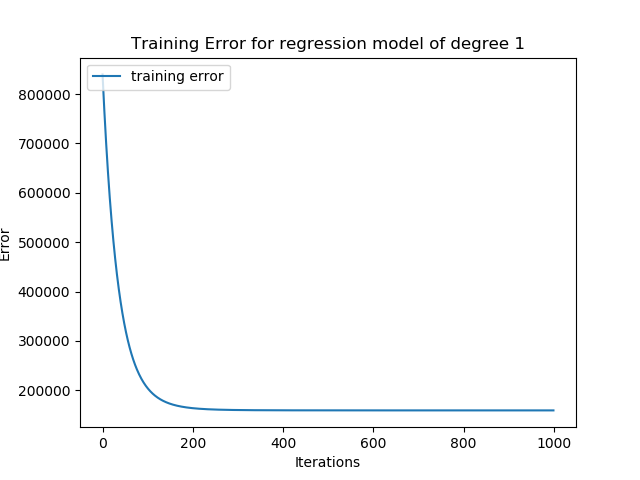 Training Error for regression model of degree 1
training error
800000
700000
600000
500000
400000
300000
200000
Error
0 200 400 600 800 1000
Iterations